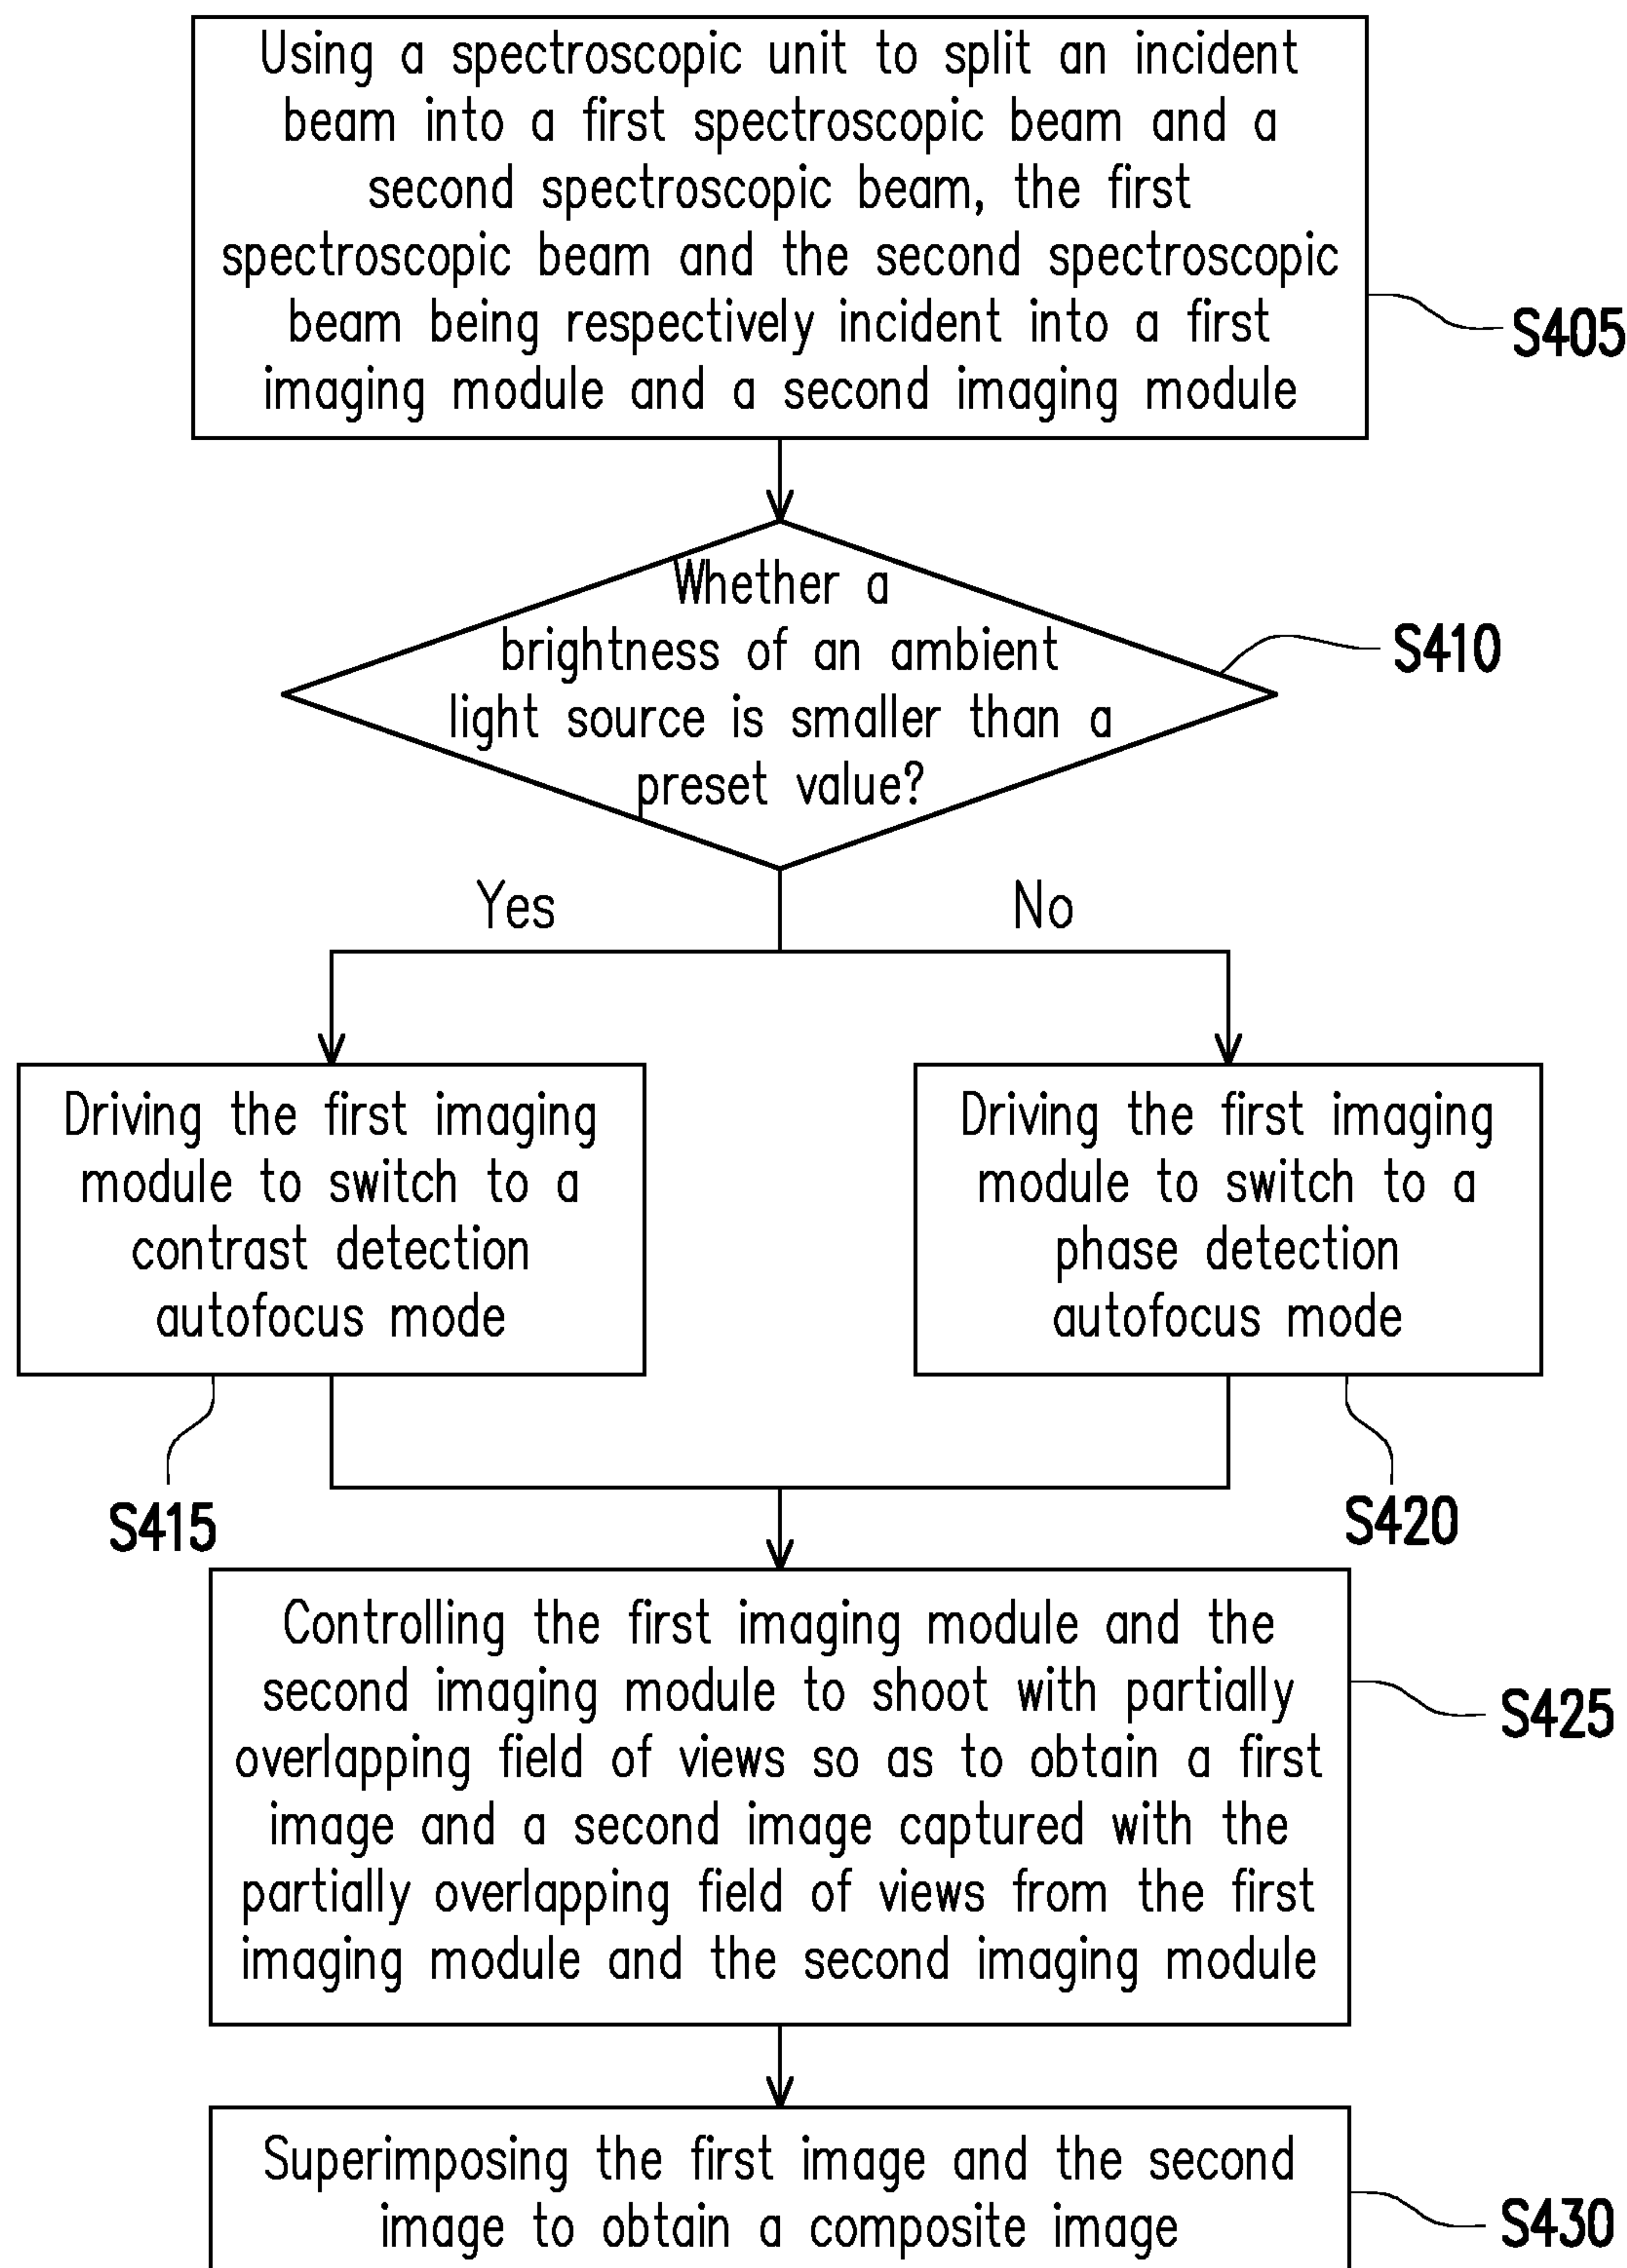 Using a spectroscopic unit to split an incident
beam into a first spectroscopic beam and a
second spectroscopic beam, the first
spectroscopic beam and the second spectroscopic
beam being respectively incident into a first
imaging module and a second imaging module
S405
Whether a
brightness of an ambient
light source is smaller than a
preset value?
S410
Yes
No
Driving the first imaging
module to switch to a
contrast detection
autofocus mode
S415
Driving the first imaging
module to switch to a
phase detection
autofocus mode
S420
Controlling the first imaging module and the
second imaging module to shoot with partially
overlapping field of views so as to obtain a first
image and a second image captured with the
partially overlapping field of views from the first
imaging module and the second imaging module
S425
Superimposing the first image and the second
image to obtain a composite image
S430